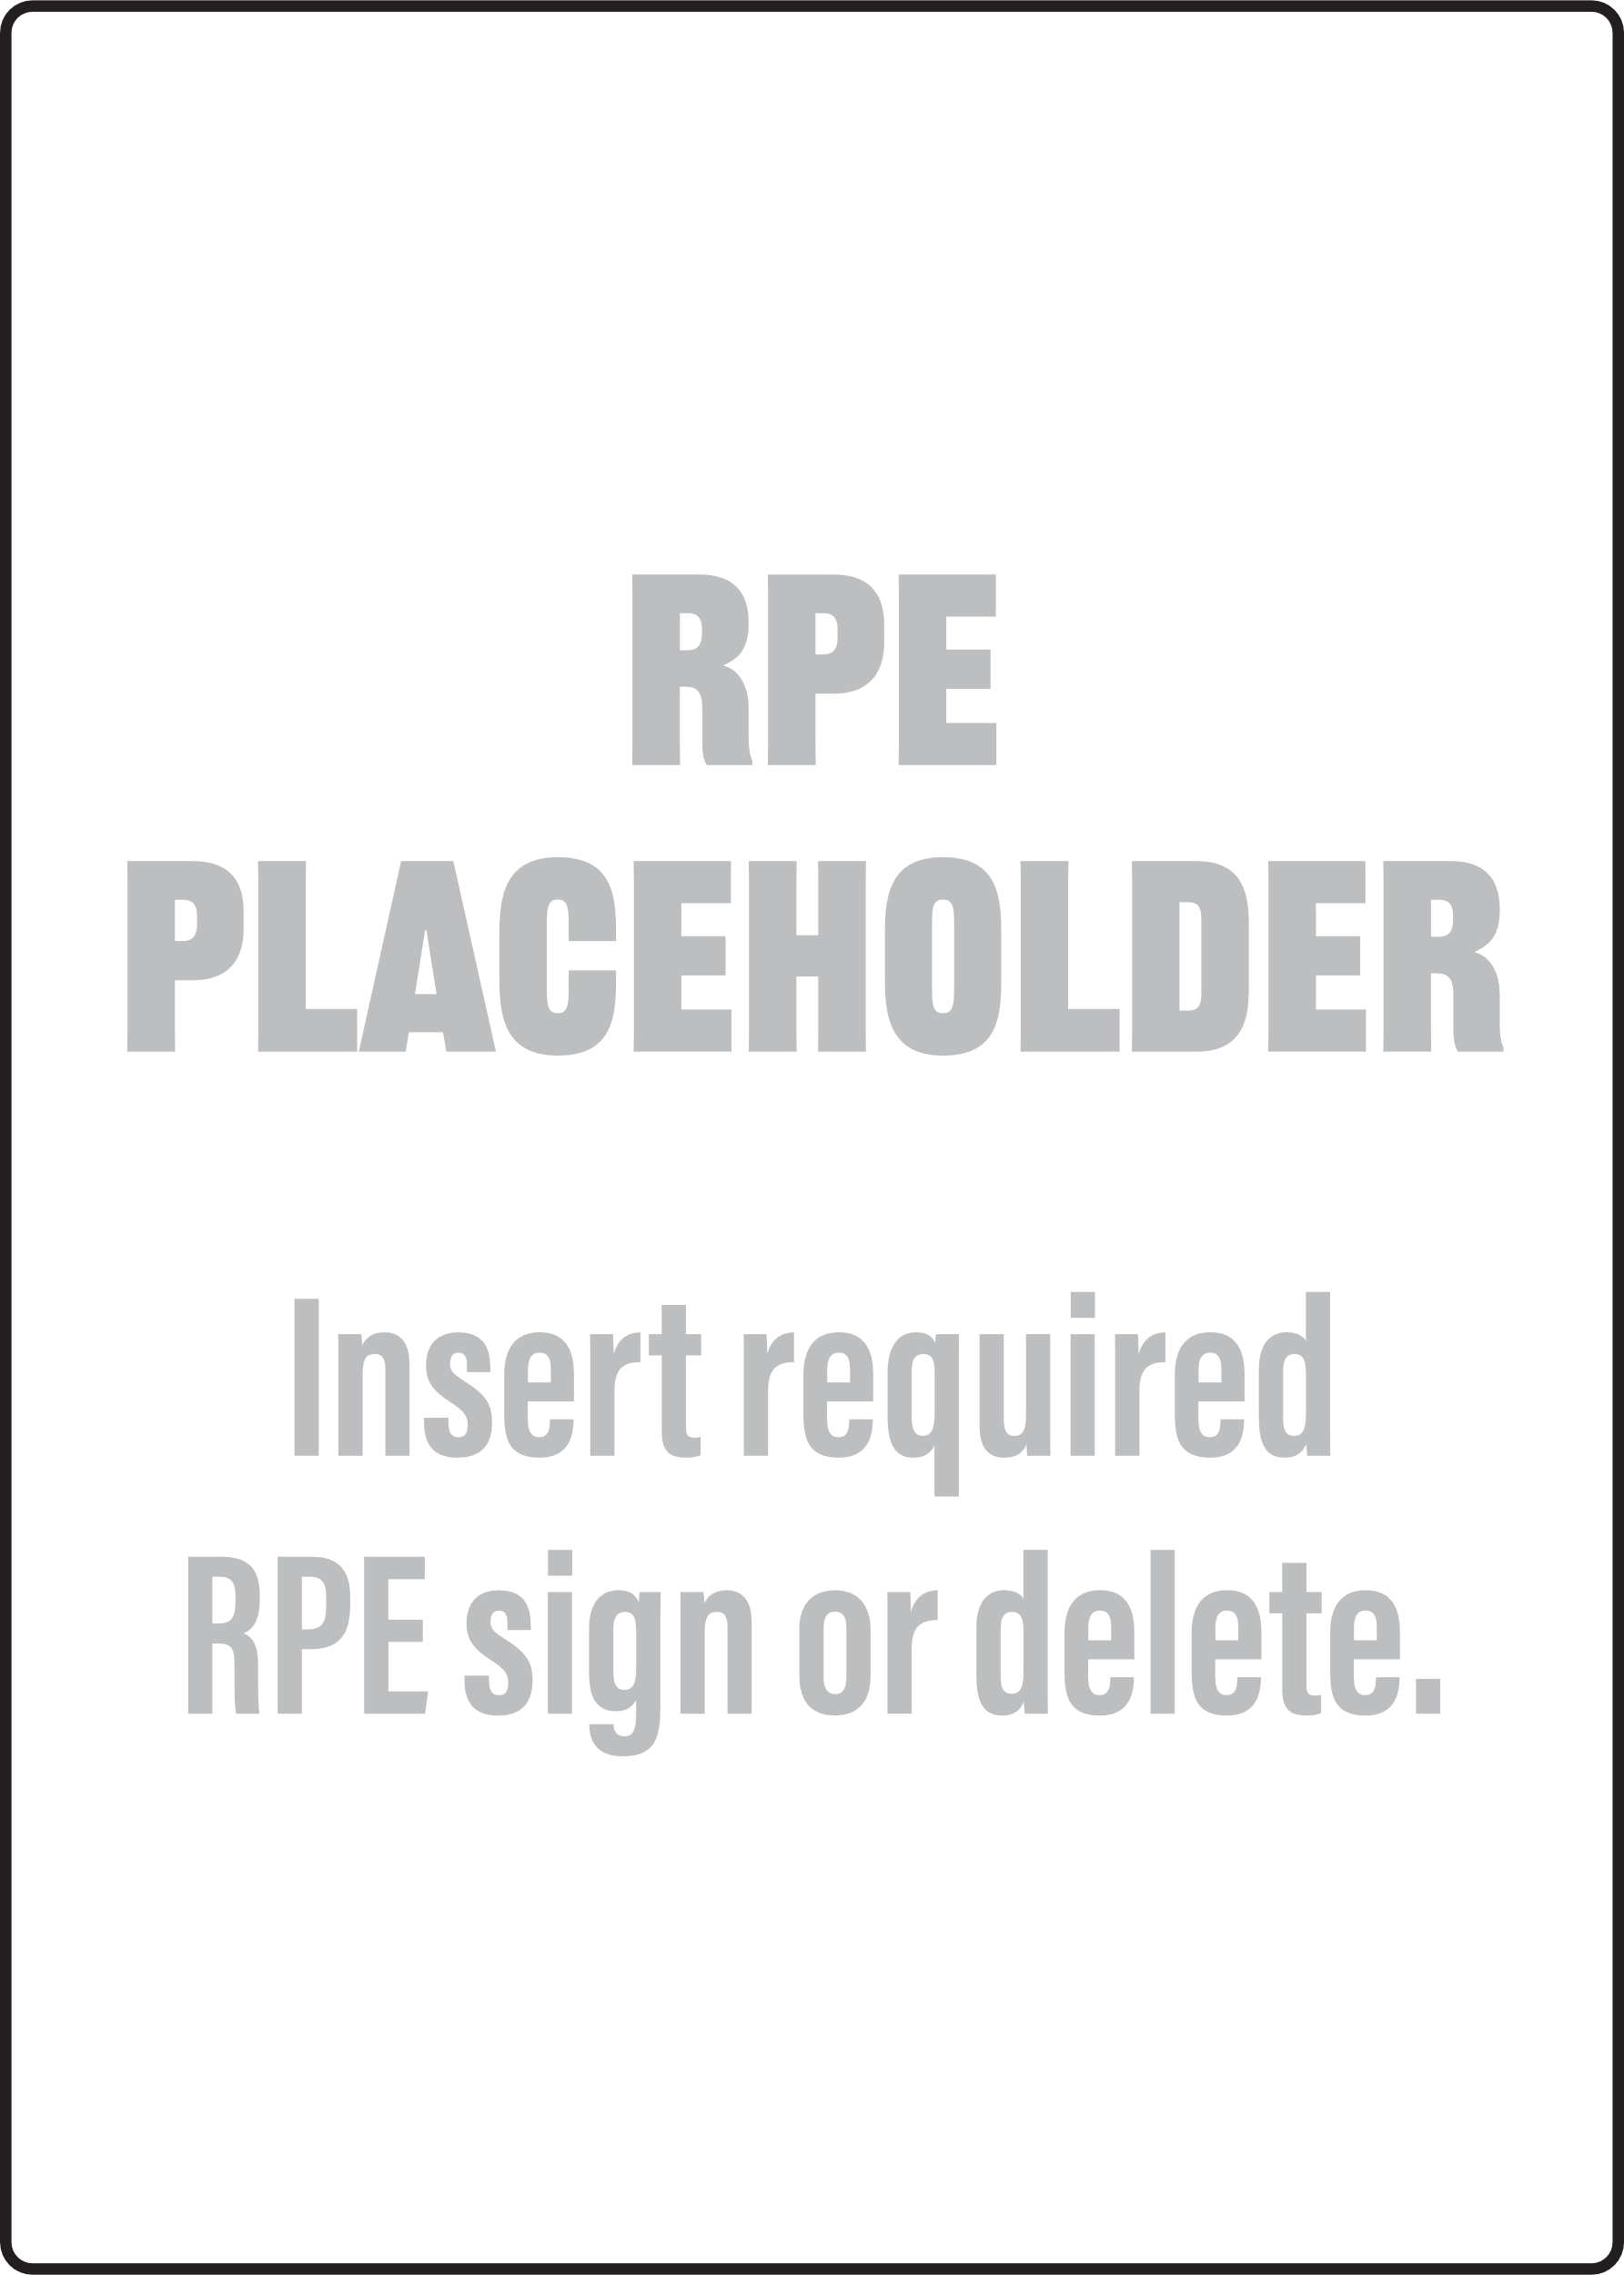 RPE
PLACEHOLDER
Insert required
RPE sign or delete.